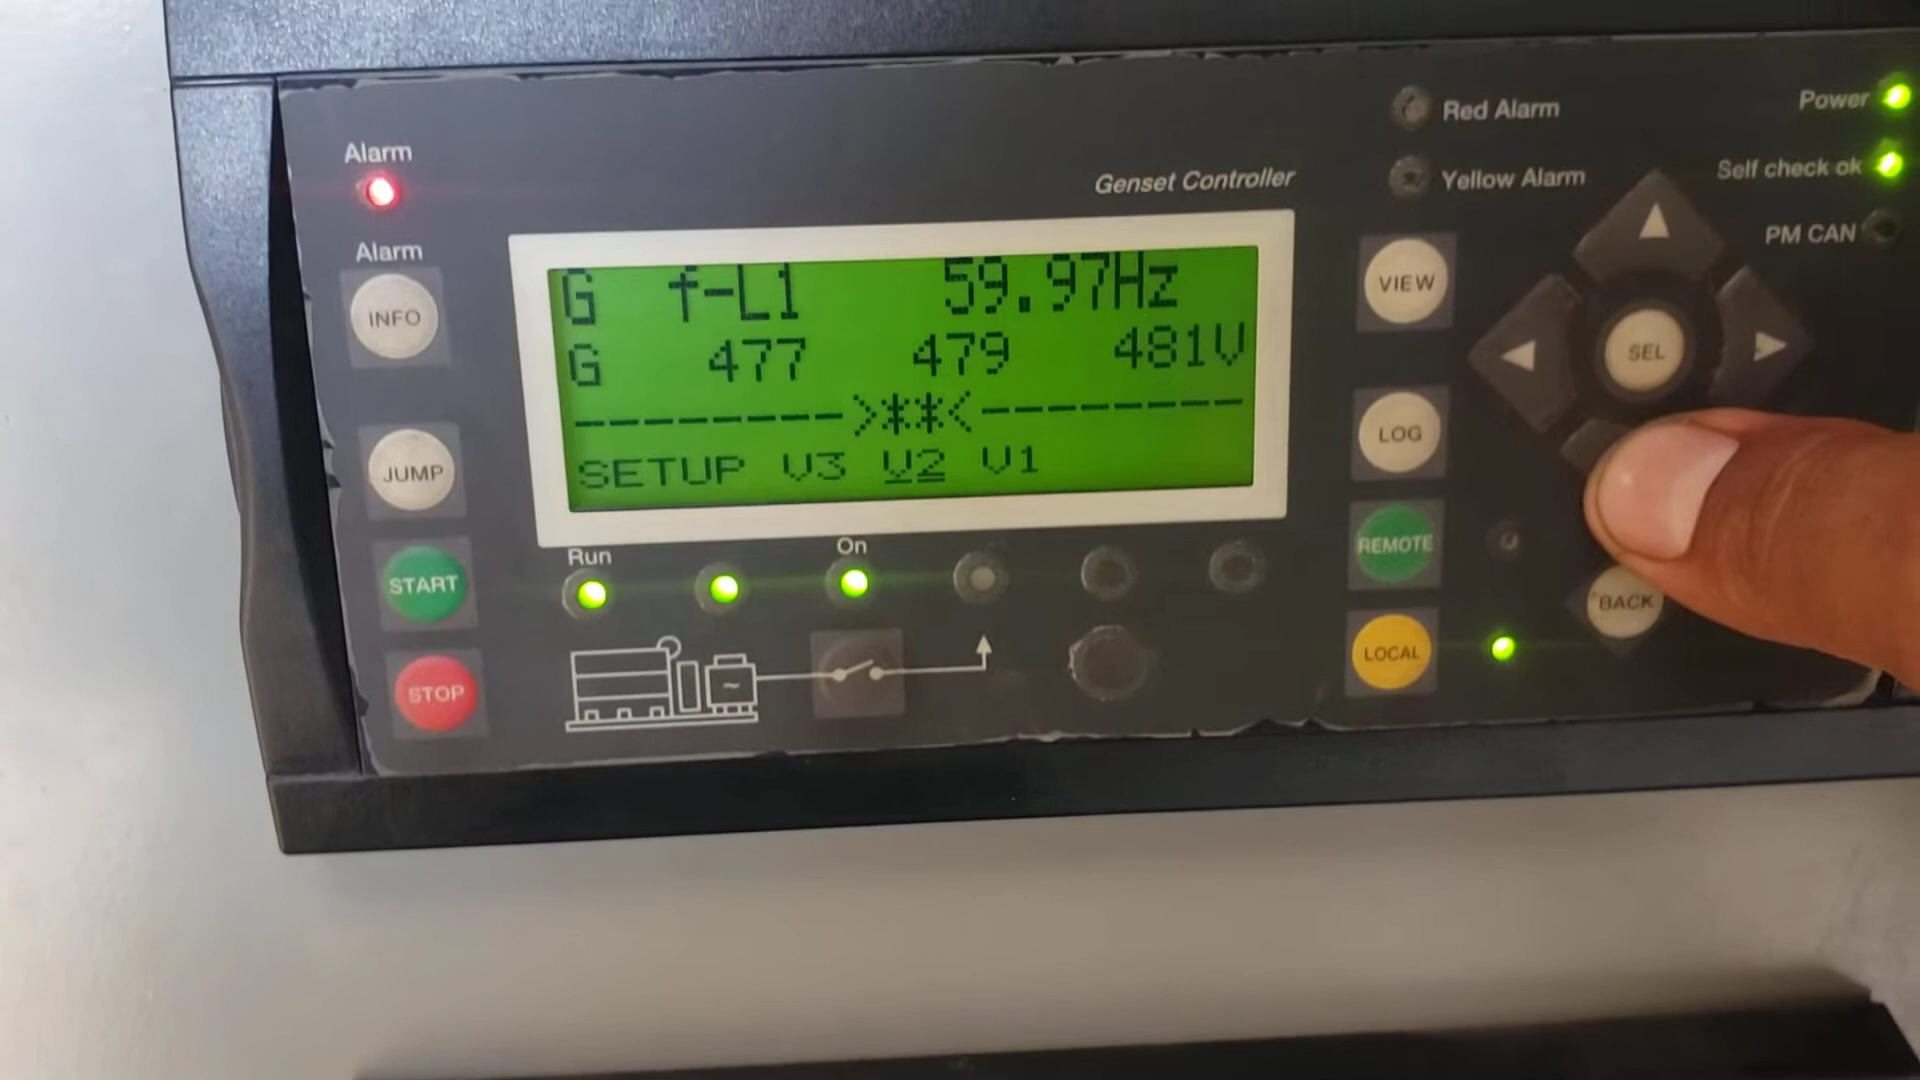 Alarm
Alarm
INFO
JUMP
START
STOP
Genset Controller
G f-L1 59.97Hz
G 477 479 481V
---------->**<----------
SETUP V3 V2 V1
Run
On
~
Red Alarm
Yellow Alarm
Power
Self check ok
PM CAN
VIEW
LOG
REMOTE
LOCAL
SEL
BACK